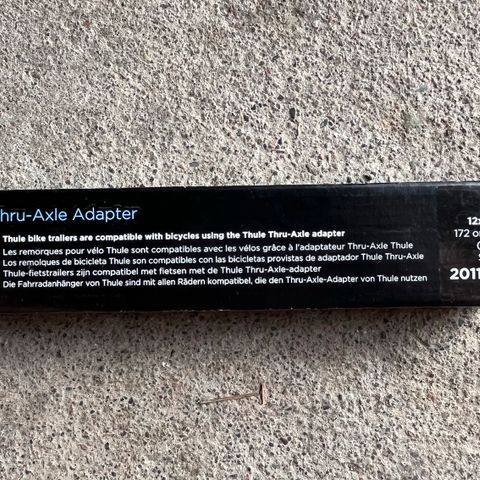 hru-Axle Adapter
Thule bike trailers are compatible with bicycles using the Thule Thru-Axle adapter
Les remorques pour vélo Thule sont compatibles avec les vélos grâce à l'adaptateur Thru-Axle Thule
Los remolques de bicicleta Thule son compatibles con las bicicletas provistas de adaptador Thule Thru-Axle
Thule-fietstrailers zijn compatibel met fietsen met de Thule Thru-Axle-adapter
Die Fahrradanhänger von Thule sind mit allen Rädern kompatibel, die den Thru-Axle-Adapter von Thule nutzen
12
172 o
2011